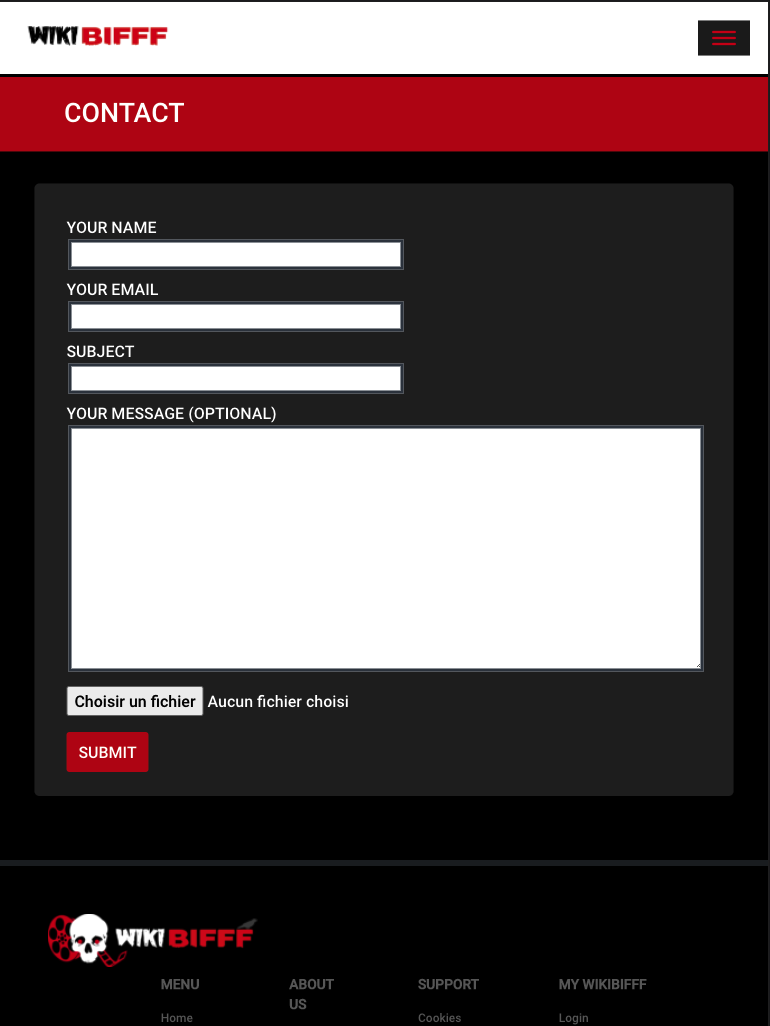 WIKI BIFFF
CONTACT
YOUR NAME
YOUR EMAIL
SUBJECT
YOUR MESSAGE (OPTIONAL)
Choisir un fichier Aucun fichier choisi
SUBMIT
WIKI BIFFF
MENU ABOUT US SUPPORT MY WIKIBIFFF
Home Cookies Login